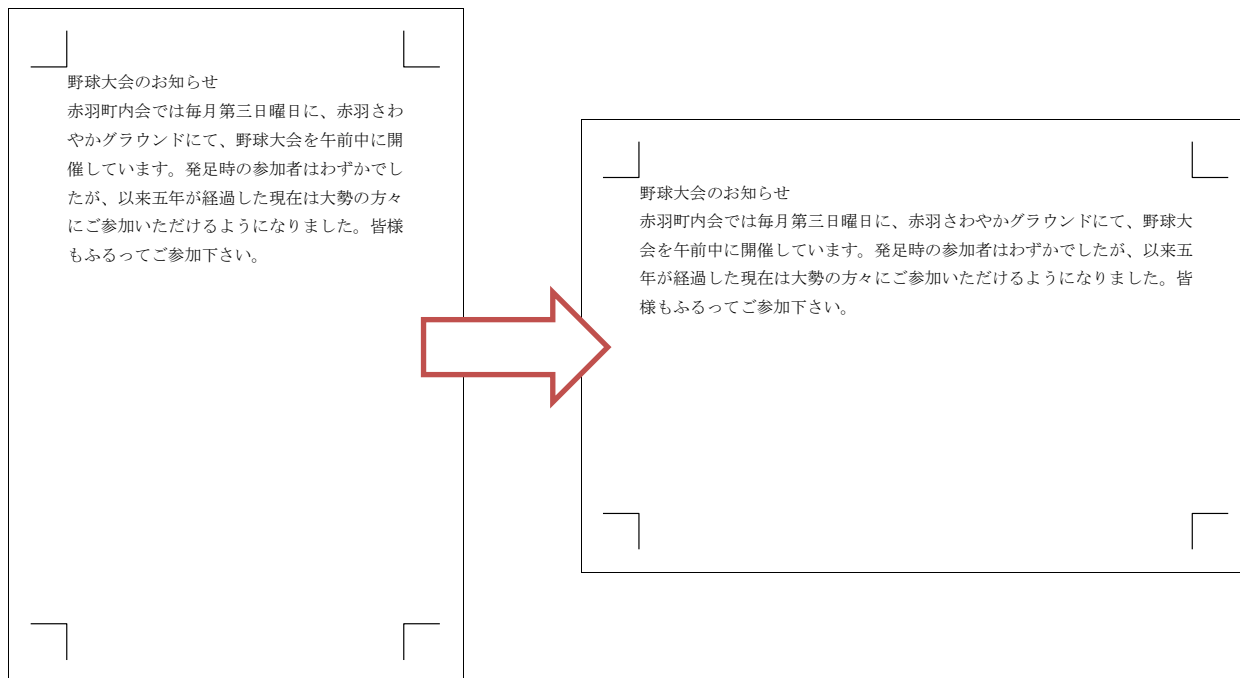 野球大会のお知らせ
赤羽町内会では毎月第三日曜日に、赤羽さわ
やかグラウンドにて、野球大会を午前中に開
催しています。発足時の参加者はわずかでし
たが、以来五年が経過した現在は大勢の方々
にご参加いただけるようになりました。皆様
もふるってご参加下さい。
野球大会のお知らせ
赤羽町内会では毎月第三日曜日に、赤羽さわやかグラウンドにて、野球大
会を午前中に開催しています。発足時の参加者はわずかでしたが、以来五
年が経過した現在は大勢の方々にご参加いただけるようになりました。皆
様もふるってご参加下さい。